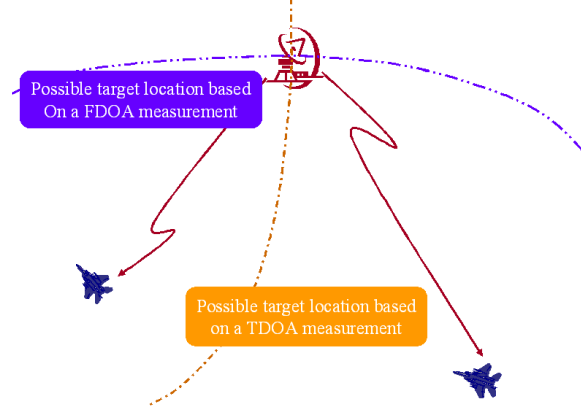 Possible target location based
On a FDOA measurement
Possible target location based
on a TDOA measurement